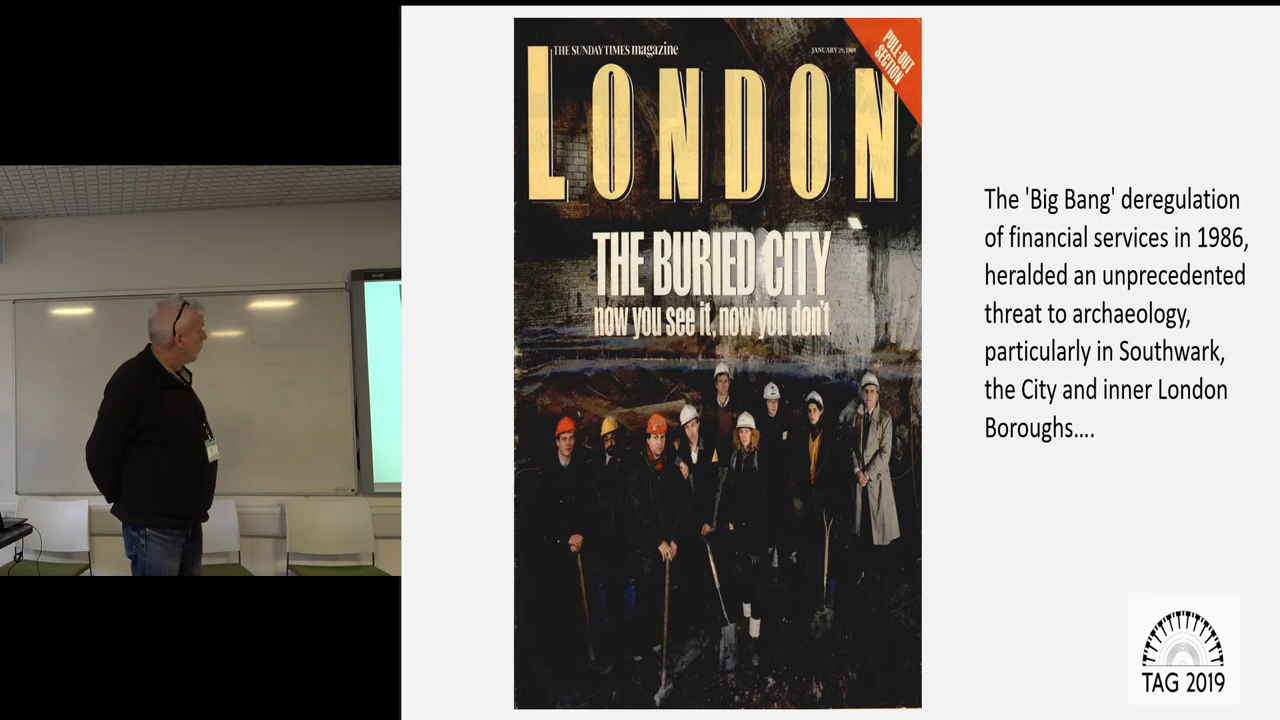 THE SUNDAY TIMES magazine
JANUARY 29, 1989
PULL-OUT
SECTION
LONDON
THE BURIED CITY
now you see it, now you don't
The 'Big Bang' deregulation
of financial services in 1986,
heralded an unprecedented
threat to archaeology,
particularly in Southwark,
the City and inner London
Boroughs....
TAG 2019